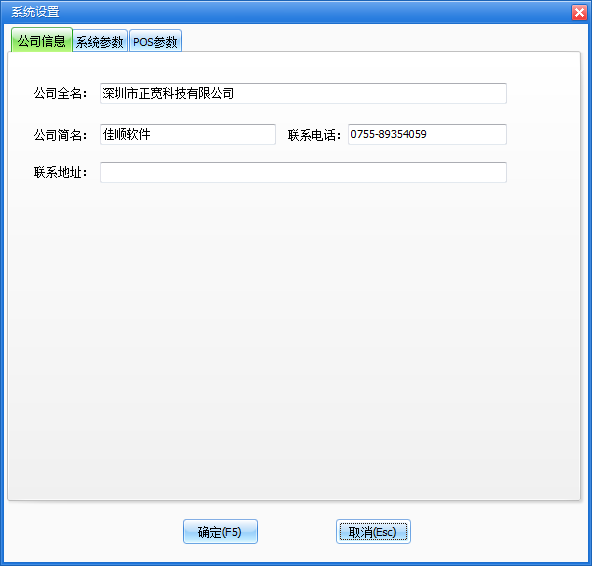 系统设置
公司信息 系统参数 POS参数
公司全名： 深圳市正宽科技有限公司
公司简名： 佳顺软件 联系电话： 0755-89354059
联系地址：
确定(F5) 取消(Esc)